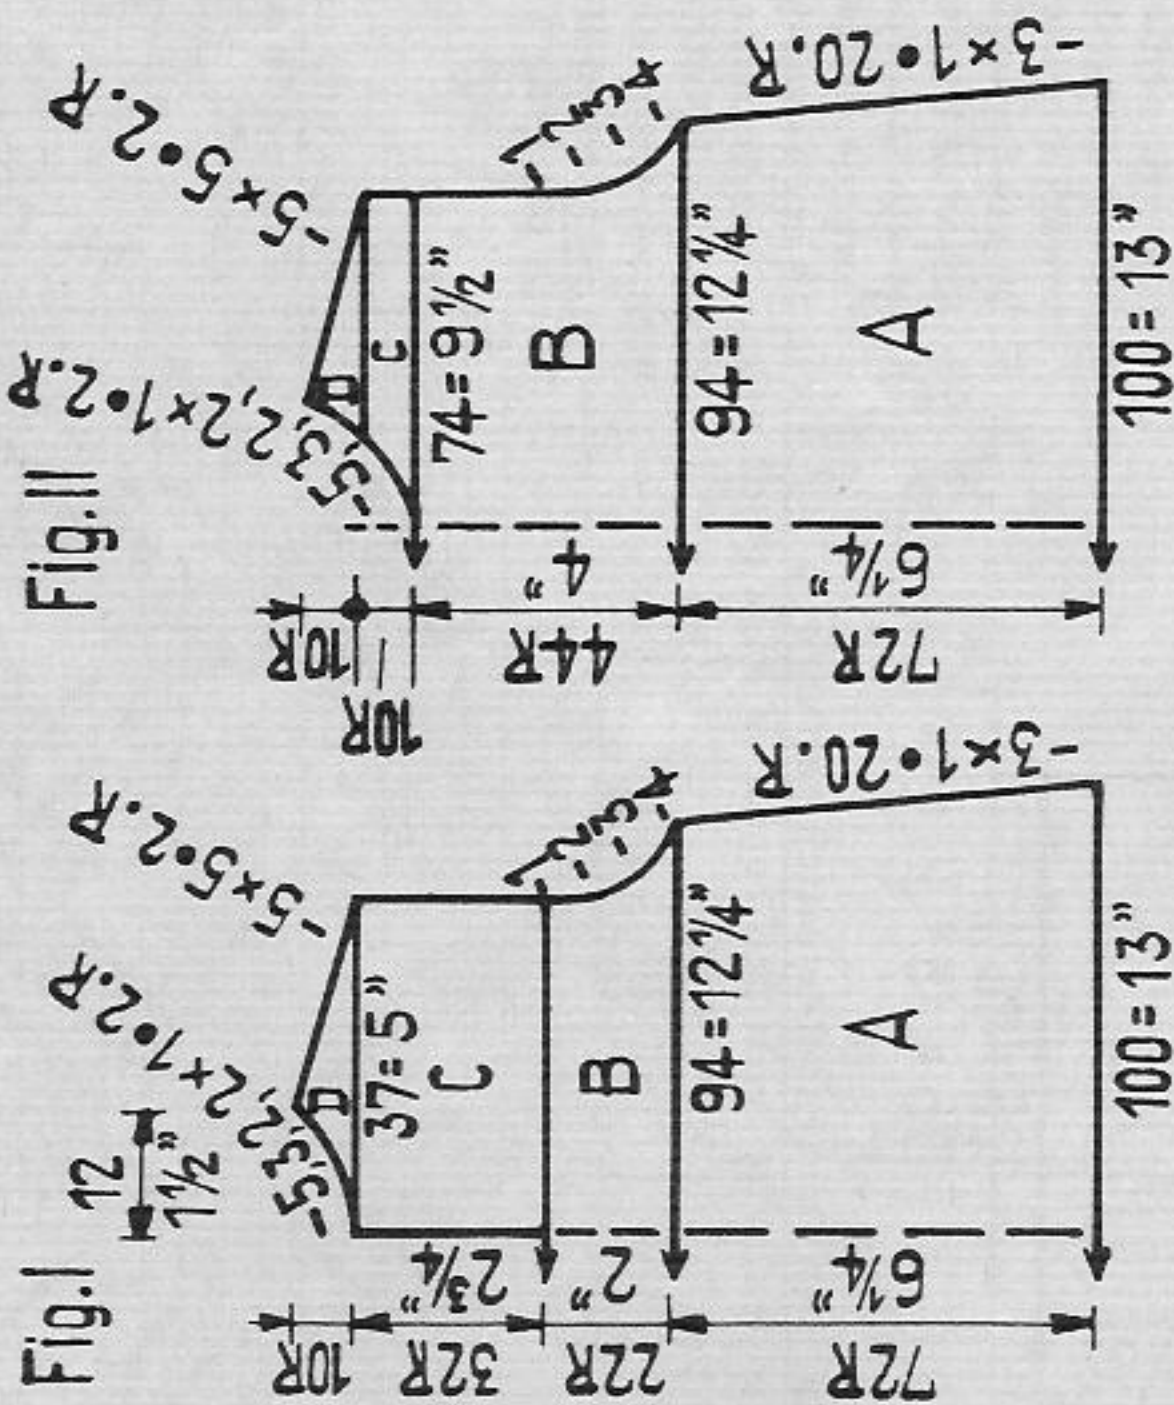 Fig.I
12
1½"
-5,3,2,2×1•2.R
-5×5•2.R
D
10R
37=5"
C
32R
2¾"
-4
-3
-2
-1
B
22R
2"
94=12¼"
A
72R
6¼"
-3×1•20.R
100=13"
Fig.II
-5,3,2,2×1•2.R
-5×5•2.R
D
10R
C
10R
74=9½"
B
44R
4"
-4
-3
-2
-1
94=12¼"
A
72R
6¼"
-3×1•20.R
100=13"